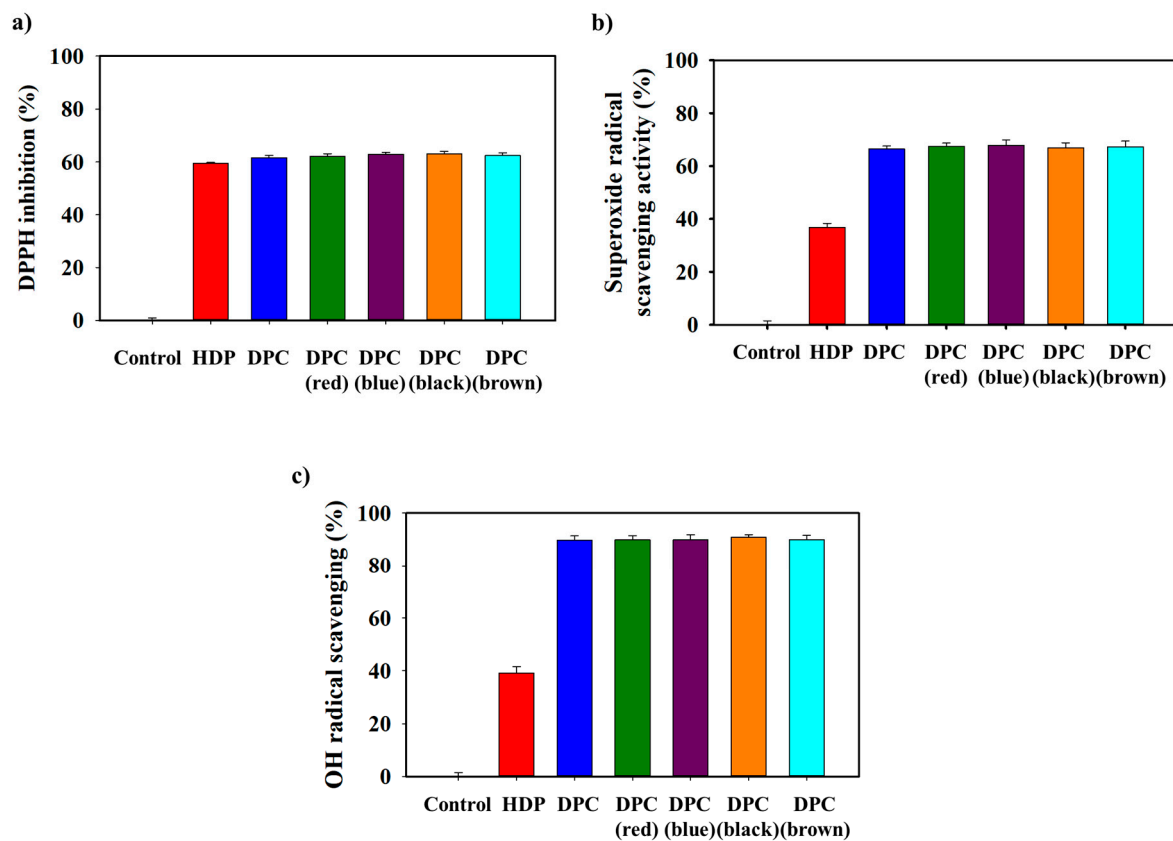 a)
DPPH inhibition (%)
100
80
60
40
20
0
Control HDP DPC DPC DPC DPC DPC
(red) (blue) (black) (brown)
b)
Superoxide radical
scavenging activity (%)
100
80
60
40
20
0
Control HDP DPC DPC DPC DPC DPC
(red) (blue) (black) (brown)
c)
OH radical scavenging (%)
100
80
60
40
20
0
Control HDP DPC DPC DPC DPC DPC
(red) (blue) (black) (brown)